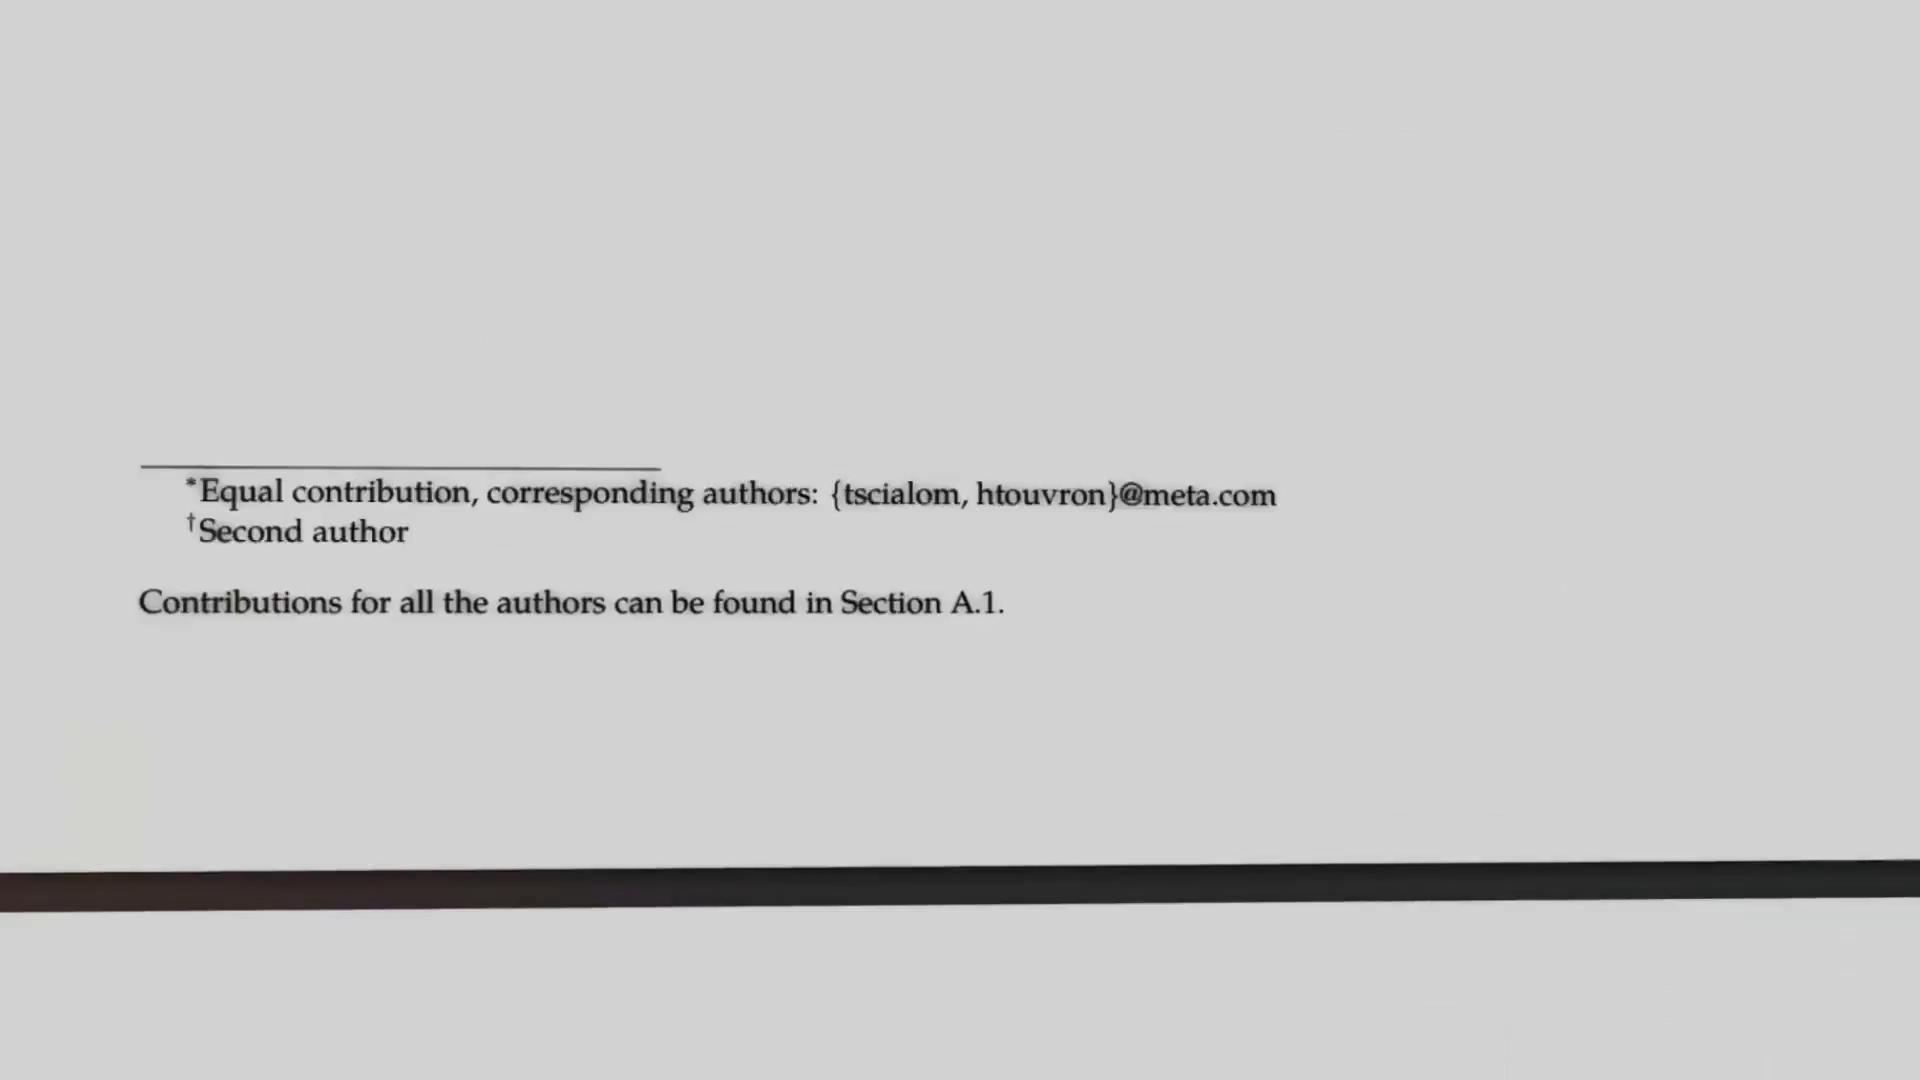 *Equal contribution, corresponding authors: {tscialom, htouvron}@meta.com
†Second author
Contributions for all the authors can be found in Section A.1.